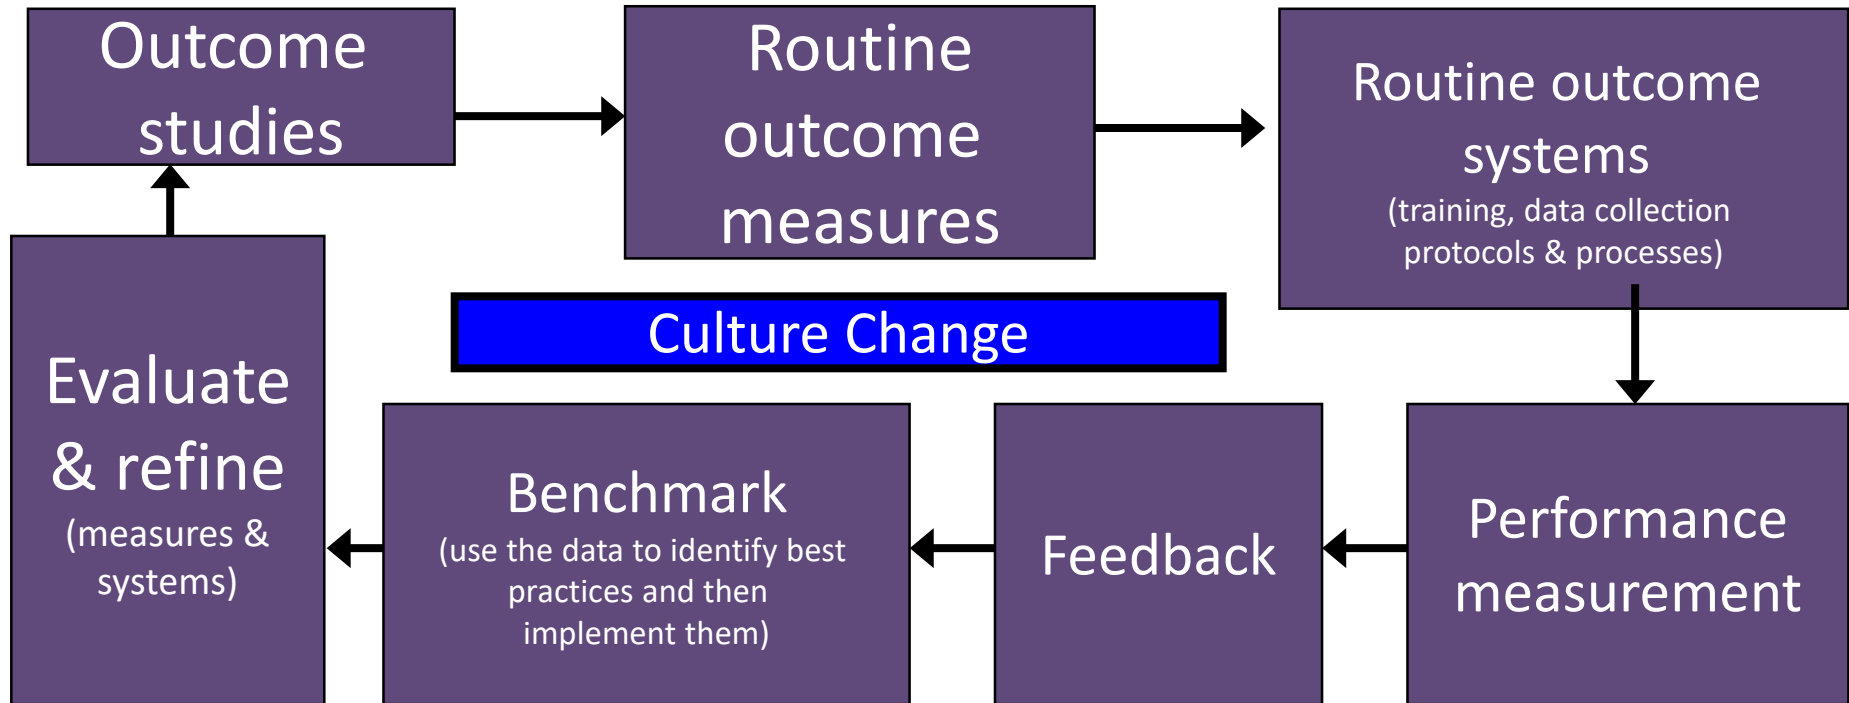 Outcome
studies
Routine
outcome
measures
Routine outcome
systems
(training, data collection
protocols & processes)
Culture Change
Evaluate
& refine
(measures &
systems)
Benchmark
(use the data to identify best
practices and then
implement them)
Feedback
Performance
measurement